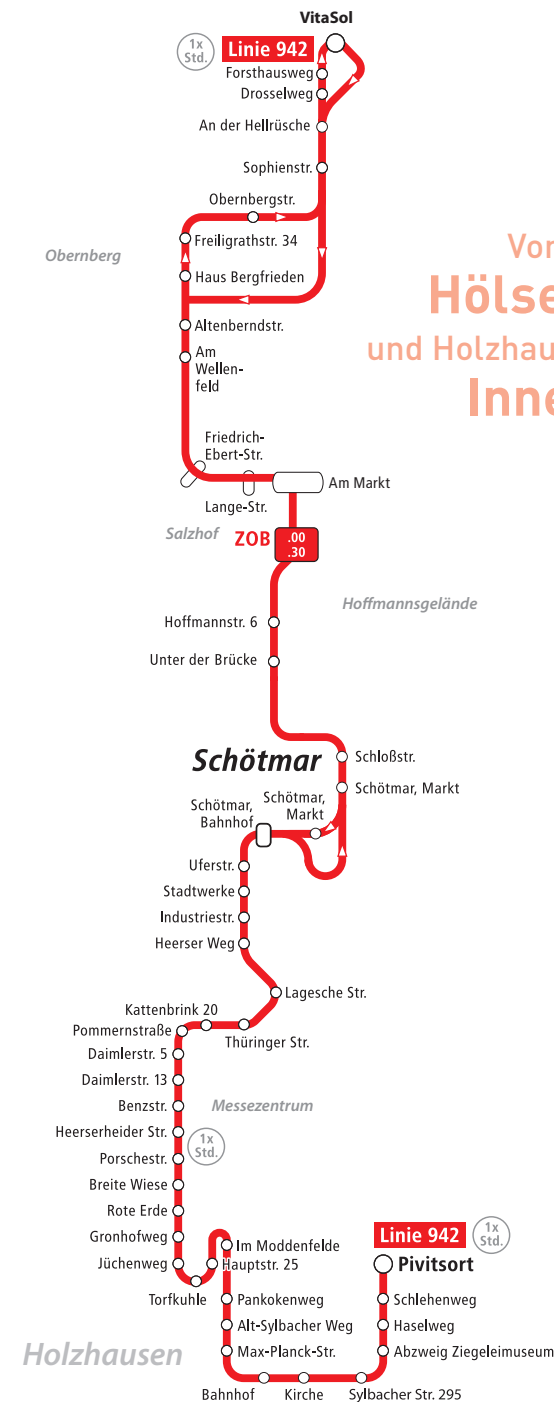 VitaSol
1x
Std.
Linie 942
Forsthausweg
Drosselweg
An der Hellrüsche
Sophienstr.
Obernbergstr.
Freiligrathstr. 34
Obernberg
Haus Bergfrieden
Vor
Hölse
und Holzhau
Inne
Altenberndstr.
Am
Wellen-
feld
Friedrich-
Ebert-Str.
Am Markt
Lange-Str.
Salzhof
ZOB
.00
.30
Hoffmannsgelände
Hoffmannstr. 6
Unter der Brücke
Schötmar
Schloßstr.
Schötmar, Markt
Schötmar,
Markt
Schötmar,
Bahnhof
Uferstr.
Stadtwerke
Industriestr.
Heerser Weg
Lagesche Str.
Kattenbrink 20
Pommernstraße
Thüringer Str.
Daimlerstr. 5
Daimlerstr. 13
Benzstr.
Messezentrum
Heerserheider Str.
1x
Std.
Porschestr.
Breite Wiese
Rote Erde
Gronhofweg
Jüchenweg
Torfkuhle
Hauptstr. 25
Im Moddenfelde
Pankokenweg
Alt-Sylbacher Weg
Max-Planck-Str.
Holzhausen
Bahnhof
Kirche
Sylbacher Str. 295
Abzweig Ziegeleimuseum
Haselweg
Schlehenweg
Pivitsort
Linie 942
1x
Std.